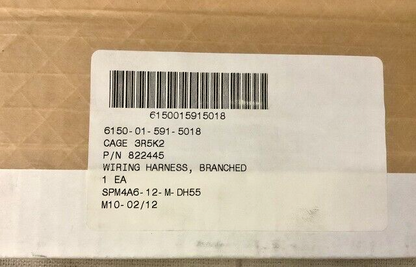 6150015915018
6150-01-591-5018
CAGE 3R5K2
P/N 822445
WIRING HARNESS, BRANCHED
1 EA
SPM4A6-12-M-DH55
M10-02/12